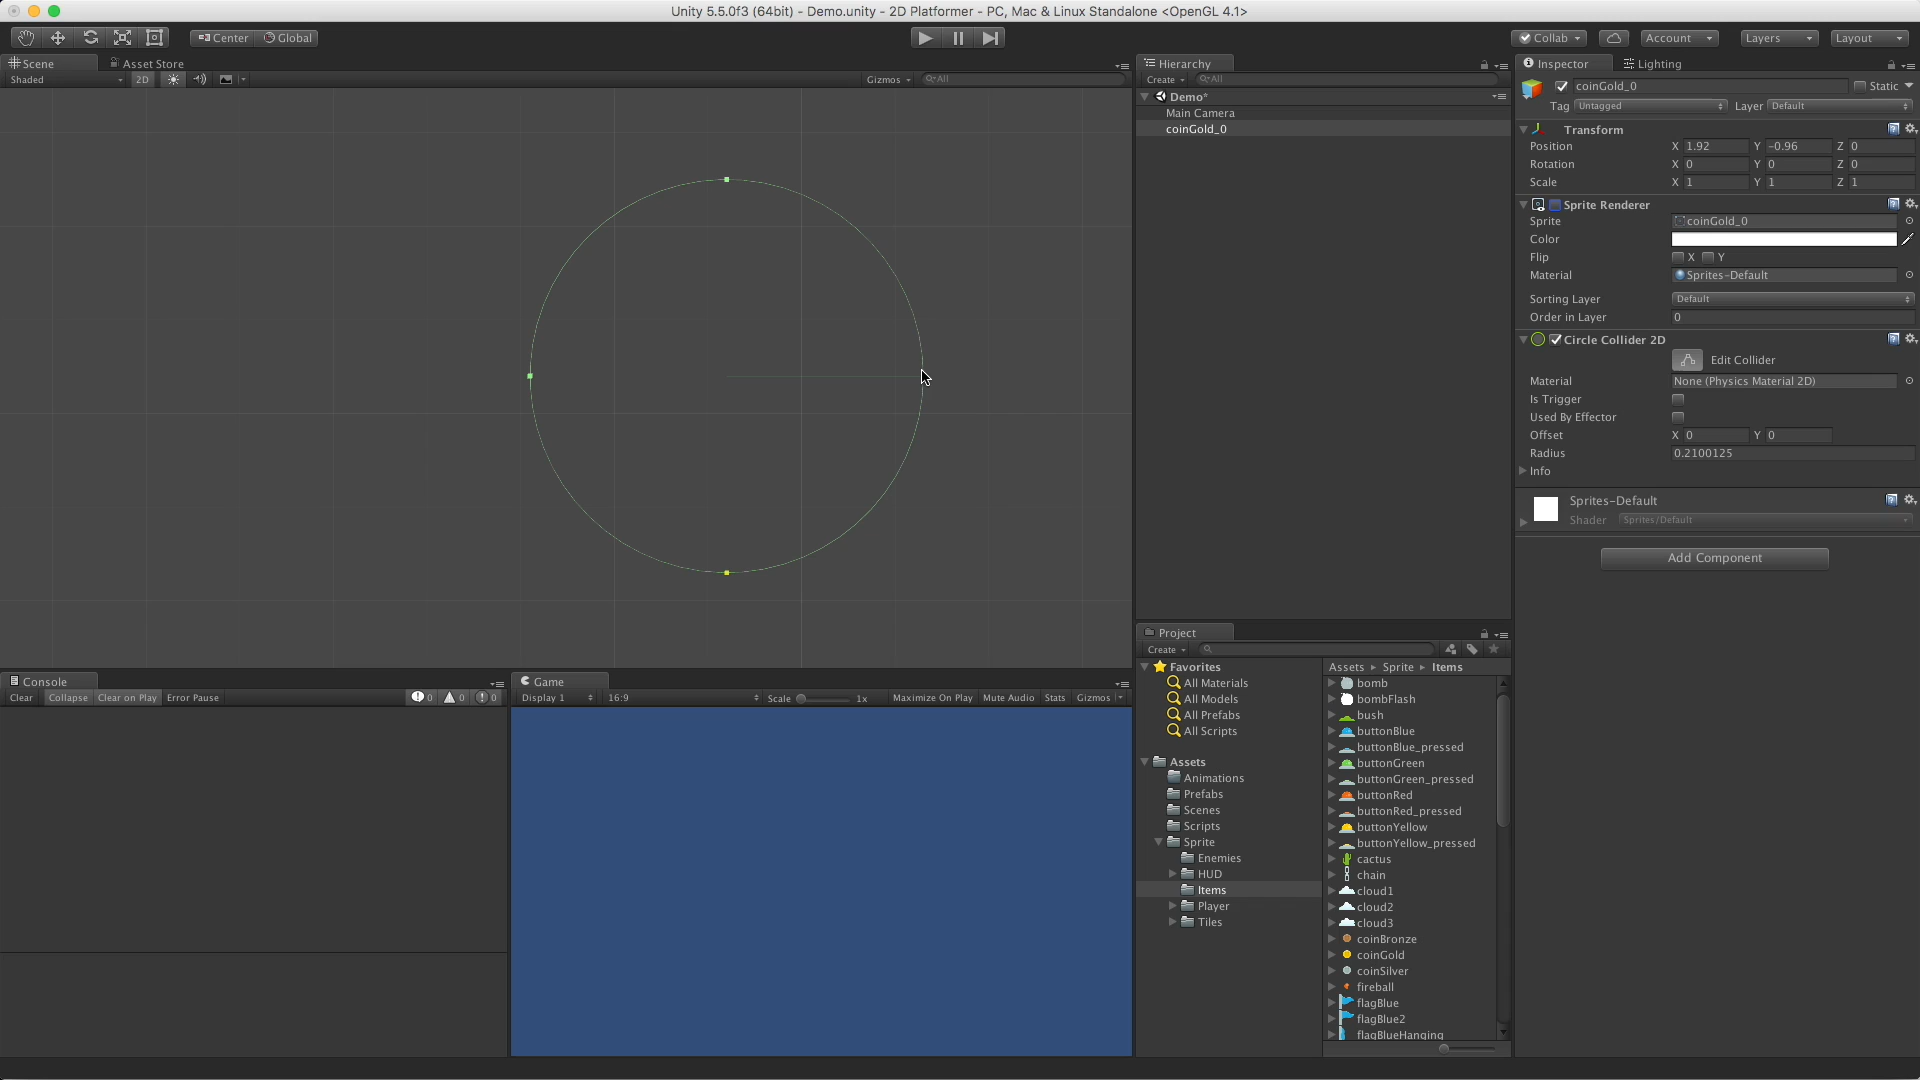 Unity 5.5.0f3 (64bit) - Demo.unity - 2D Platformer - PC, Mac & Linux Standalone <OpenGL 4.1>
Center Global Collab Account Layers Layout
Scene Asset Store
Shaded 2D Gizmos All
Hierarchy
Create All
Demo*
Main Camera
coinGold_0
Inspector Lighting
coinGold_0 Static
Tag Untagged Layer Default
Transform
Position X 1.92 Y -0.96 Z 0
Rotation X 0 Y 0 Z 0
Scale X 1 Y 1 Z 1
Sprite Renderer
Sprite coinGold_0
Color
Flip X Y
Material Sprites-Default
Sorting Layer Default
Order in Layer 0
Circle Collider 2D
Edit Collider
Material None (Physics Material 2D)
Is Trigger
Used By Effector
Offset X 0 Y 0
Radius 0.2100125
Info
Sprites-Default
Shader Sprites/Default
Add Component
Console
Clear Collapse Clear on Play Error Pause 0 0 0
Game
Display 1 16:9 Scale 1x Maximize On Play Mute Audio Stats Gizmos
Project
Create
Favorites
All Materials
All Models
All Prefabs
All Scripts
Assets
Animations
Prefabs
Scenes
Scripts
Sprite
Enemies
HUD
Items
Player
Tiles
Assets Sprite Items
bomb
bombFlash
bush
buttonBlue
buttonBlue_pressed
buttonGreen
buttonGreen_pressed
buttonRed
buttonRed_pressed
buttonYellow
buttonYellow_pressed
cactus
chain
cloud1
cloud2
cloud3
coinBronze
coinGold
coinSilver
fireball
flagBlue
flagBlue2
flagBlueHanging